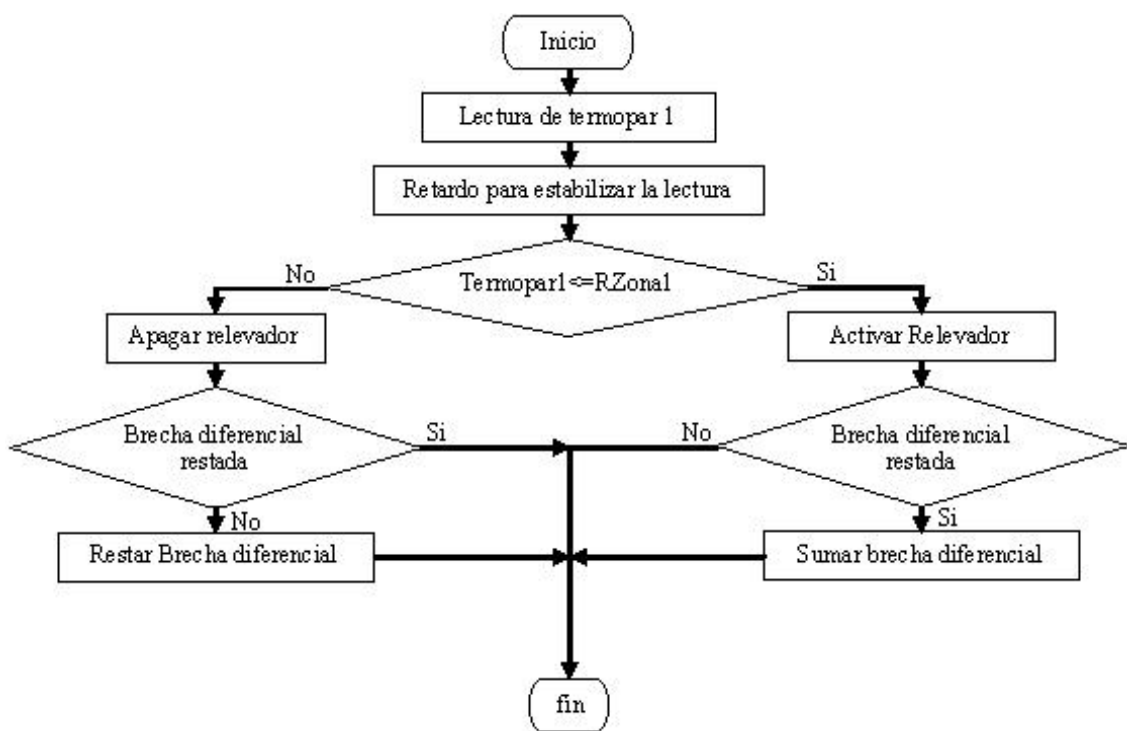 Inicio
Lectura de termopar 1
Retardo para estabilizar la lectura
No
Termopar1<=RZona1
Si
Apagar relevador
Activar Relevador
Brecha diferencial
restada
Si
No
Brecha diferencial
restada
No
Si
Restar Brecha diferencial
Sumar brecha diferencial
fin